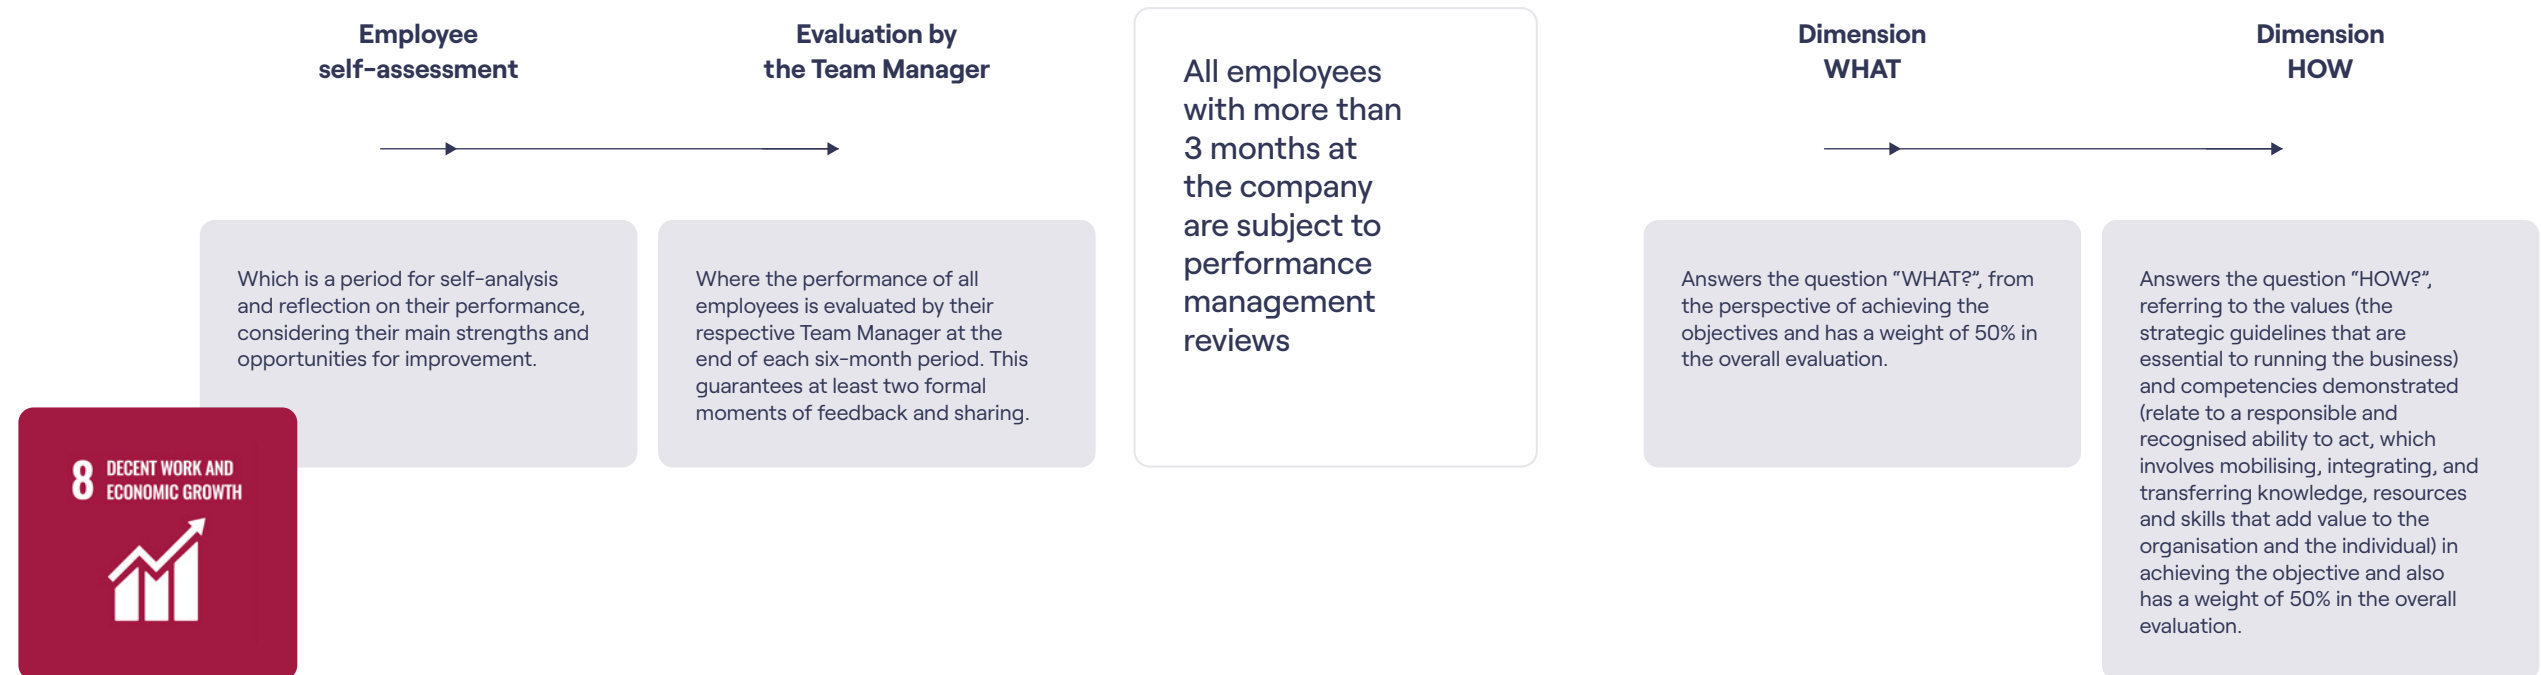 Employee
self-assessment
Which is a period for self-analysis
and reflection on their performance,
considering their main strengths and
opportunities for improvement.
Evaluation by
the Team Manager
Where the performance of all
employees is evaluated by their
respective Team Manager at the
end of each six-month period. This
guarantees at least two formal
moments of feedback and sharing.
8 DECENT WORK AND
ECONOMIC GROWTH
All employees
with more than
3 months at
the company
are subject to
performance
management
reviews
Dimension
WHAT
Answers the question “WHAT?”, from
the perspective of achieving the
objectives and has a weight of 50% in
the overall evaluation.
Dimension
HOW
Answers the question “HOW?”,
referring to the values (the
strategic guidelines that are
essential to running the business)
and competencies demonstrated
(relate to a responsible and
recognised ability to act, which
involves mobilising, integrating, and
transferring knowledge, resources
and skills that add value to the
organisation and the individual) in
achieving the objective and also
has a weight of 50% in the overall
evaluation.